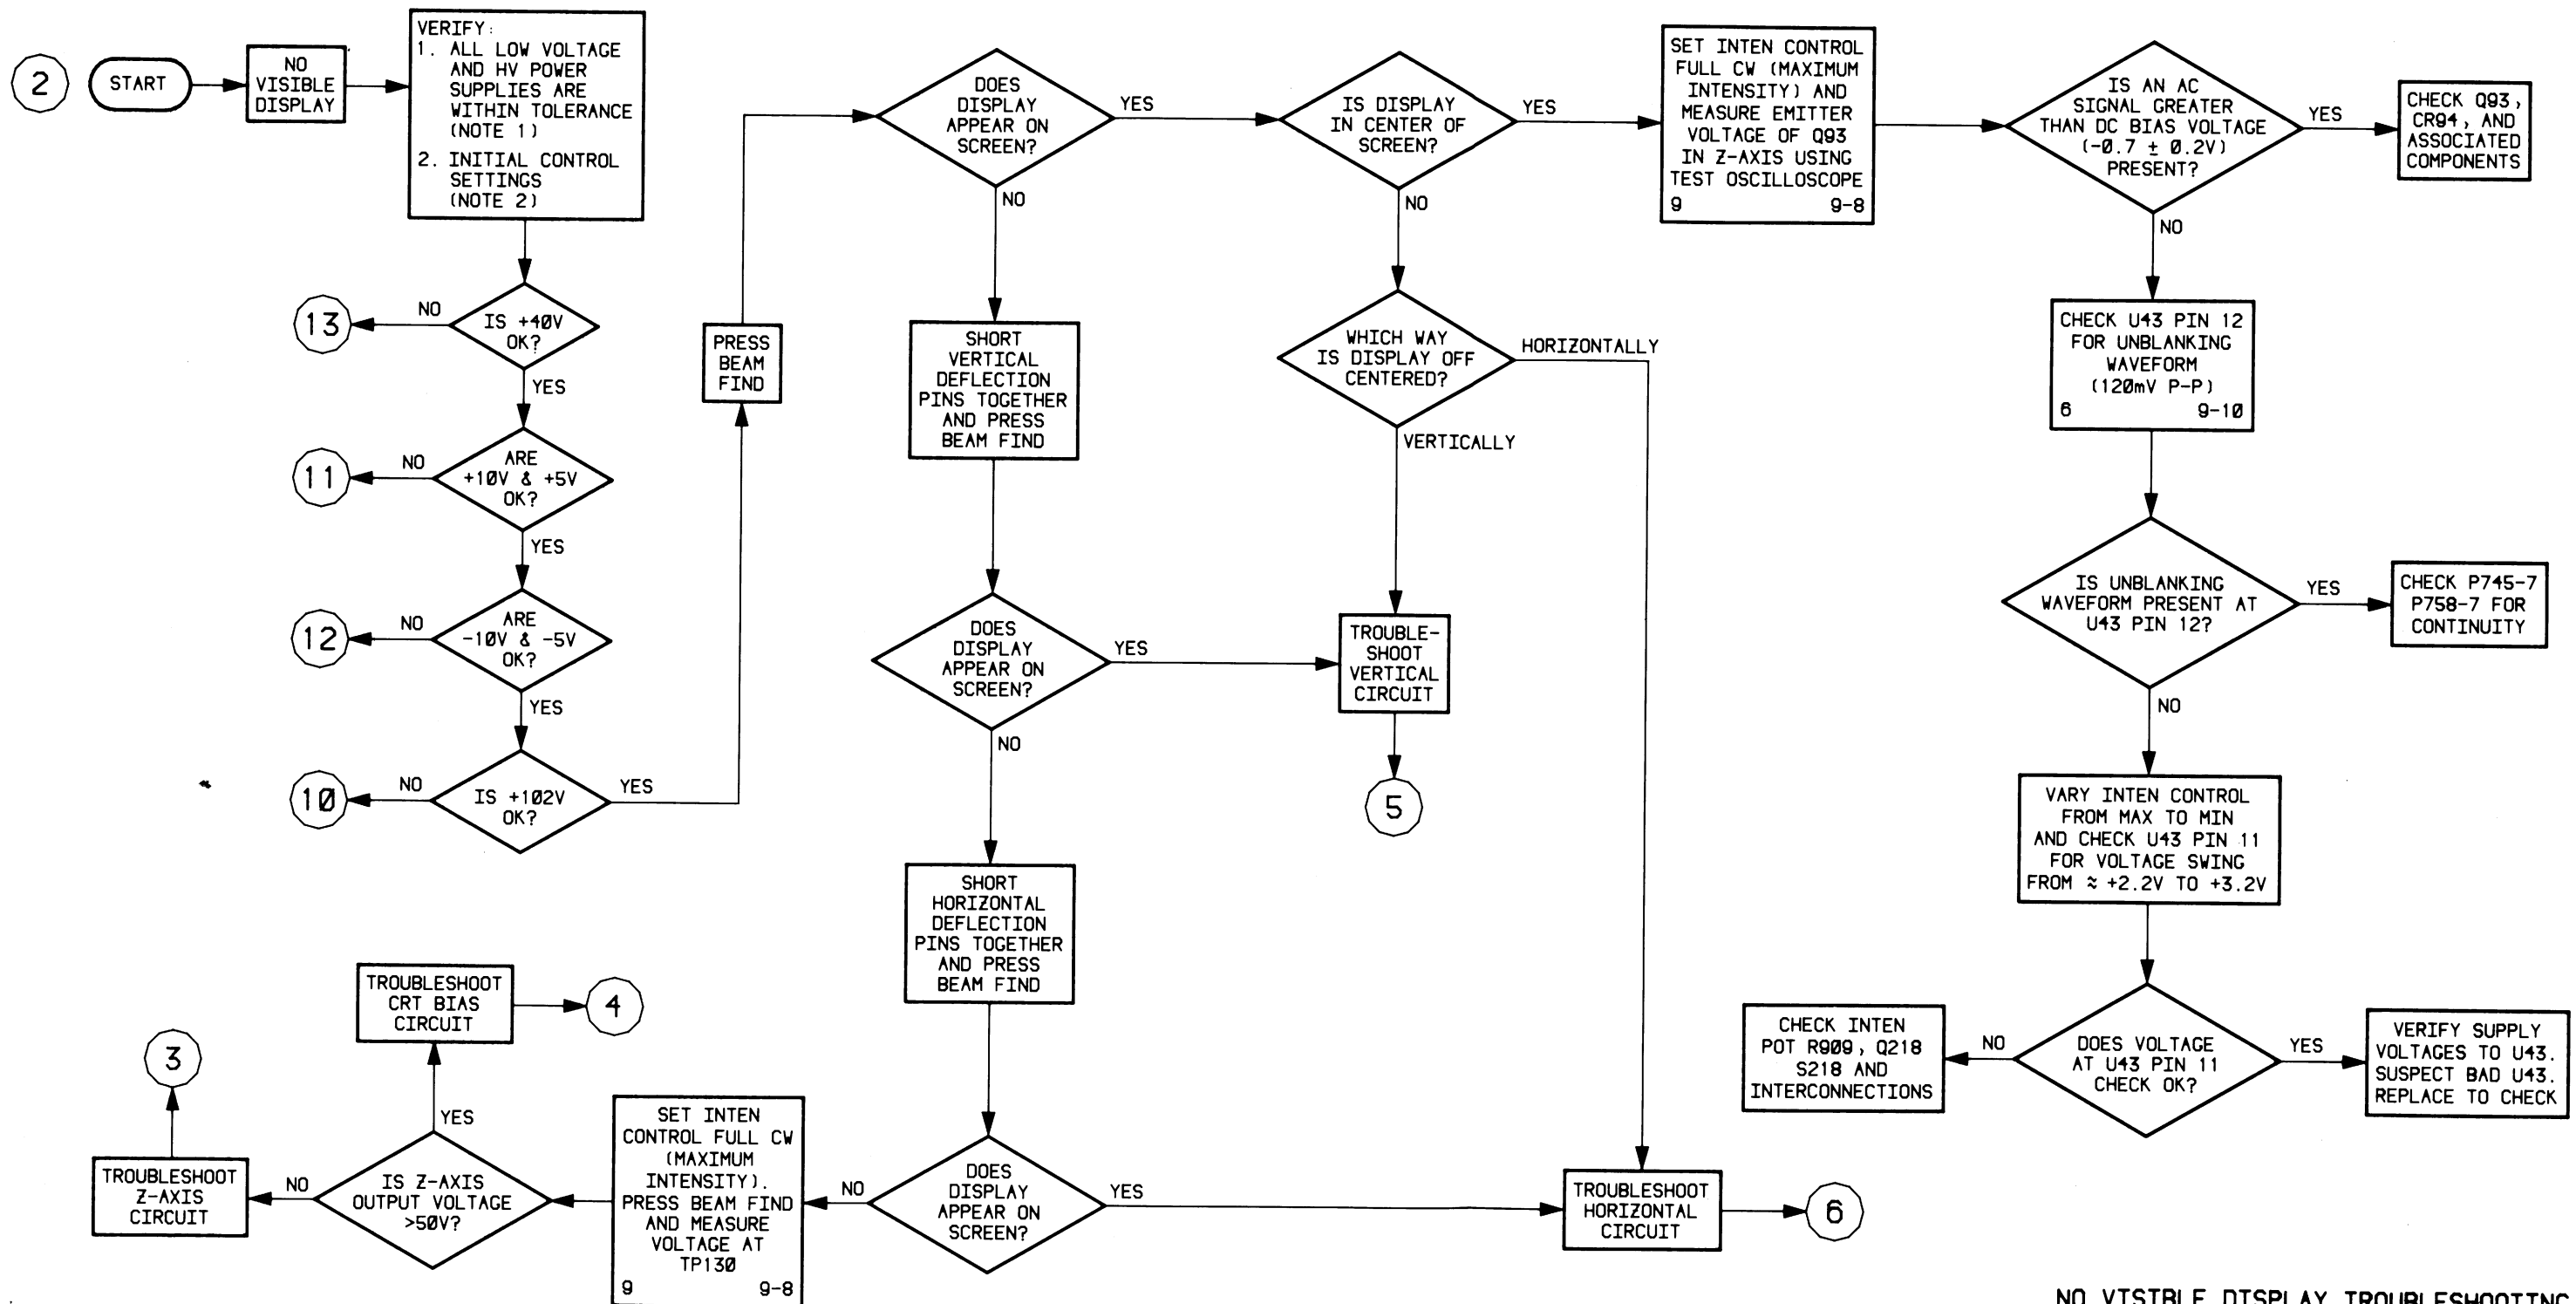 2
START
NO
VISIBLE
DISPLAY
VERIFY:
1. ALL LOW VOLTAGE
AND HV POWER
SUPPLIES ARE
WITHIN TOLERANCE
(NOTE 1)
2. INITIAL CONTROL
SETTINGS
(NOTE 2)
IS +40V
OK?
NO
13
YES
ARE
+10V & +5V
OK?
NO
11
YES
ARE
-10V & -5V
OK?
NO
12
YES
IS +102V
OK?
NO
10
YES
PRESS
BEAM
FIND
DOES
DISPLAY
APPEAR ON
SCREEN?
YES
NO
SHORT
VERTICAL
DEFLECTION
PINS TOGETHER
AND PRESS
BEAM FIND
DOES
DISPLAY
APPEAR ON
SCREEN?
YES
NO
SHORT
HORIZONTAL
DEFLECTION
PINS TOGETHER
AND PRESS
BEAM FIND
DOES
DISPLAY
APPEAR ON
SCREEN?
YES
NO
SET INTEN
CONTROL FULL CW
(MAXIMUM
INTENSITY).
PRESS BEAM FIND
AND MEASURE
VOLTAGE AT
TP130
9 9-8
IS Z-AXIS
OUTPUT VOLTAGE
>50V?
YES
TROUBLESHOOT
CRT BIAS
CIRCUIT
4
NO
TROUBLESHOOT
Z-AXIS
CIRCUIT
3
IS DISPLAY
IN CENTER OF
SCREEN?
YES
NO
WHICH WAY
IS DISPLAY OFF
CENTERED?
HORIZONTALLY
VERTICALLY
TROUBLE-
SHOOT
VERTICAL
CIRCUIT
5
TROUBLESHOOT
HORIZONTAL
CIRCUIT
6
SET INTEN CONTROL
FULL CW (MAXIMUM
INTENSITY) AND
MEASURE EMITTER
VOLTAGE OF Q93
IN Z-AXIS USING
TEST OSCILLOSCOPE
9 9-8
IS AN AC
SIGNAL GREATER
THAN DC BIAS VOLTAGE
(-0.7 ± 0.2V)
PRESENT?
YES
CHECK Q93,
CR94, AND
ASSOCIATED
COMPONENTS
NO
CHECK U43 PIN 12
FOR UNBLANKING
WAVEFORM
(120mV P-P)
6 9-10
IS UNBLANKING
WAVEFORM PRESENT AT
U43 PIN 12?
YES
CHECK P745-7
P758-7 FOR
CONTINUITY
NO
VARY INTEN CONTROL
FROM MAX TO MIN
AND CHECK U43 PIN 11
FOR VOLTAGE SWING
FROM ≈ +2.2V TO +3.2V
DOES VOLTAGE
AT U43 PIN 11
CHECK OK?
NO
CHECK INTEN
POT R909, Q218
S218 AND
INTERCONNECTIONS
YES
VERIFY SUPPLY
VOLTAGES TO U43.
SUSPECT BAD U43.
REPLACE TO CHECK
NO VISIBLE DISPLAY TROUBLESHOOTING